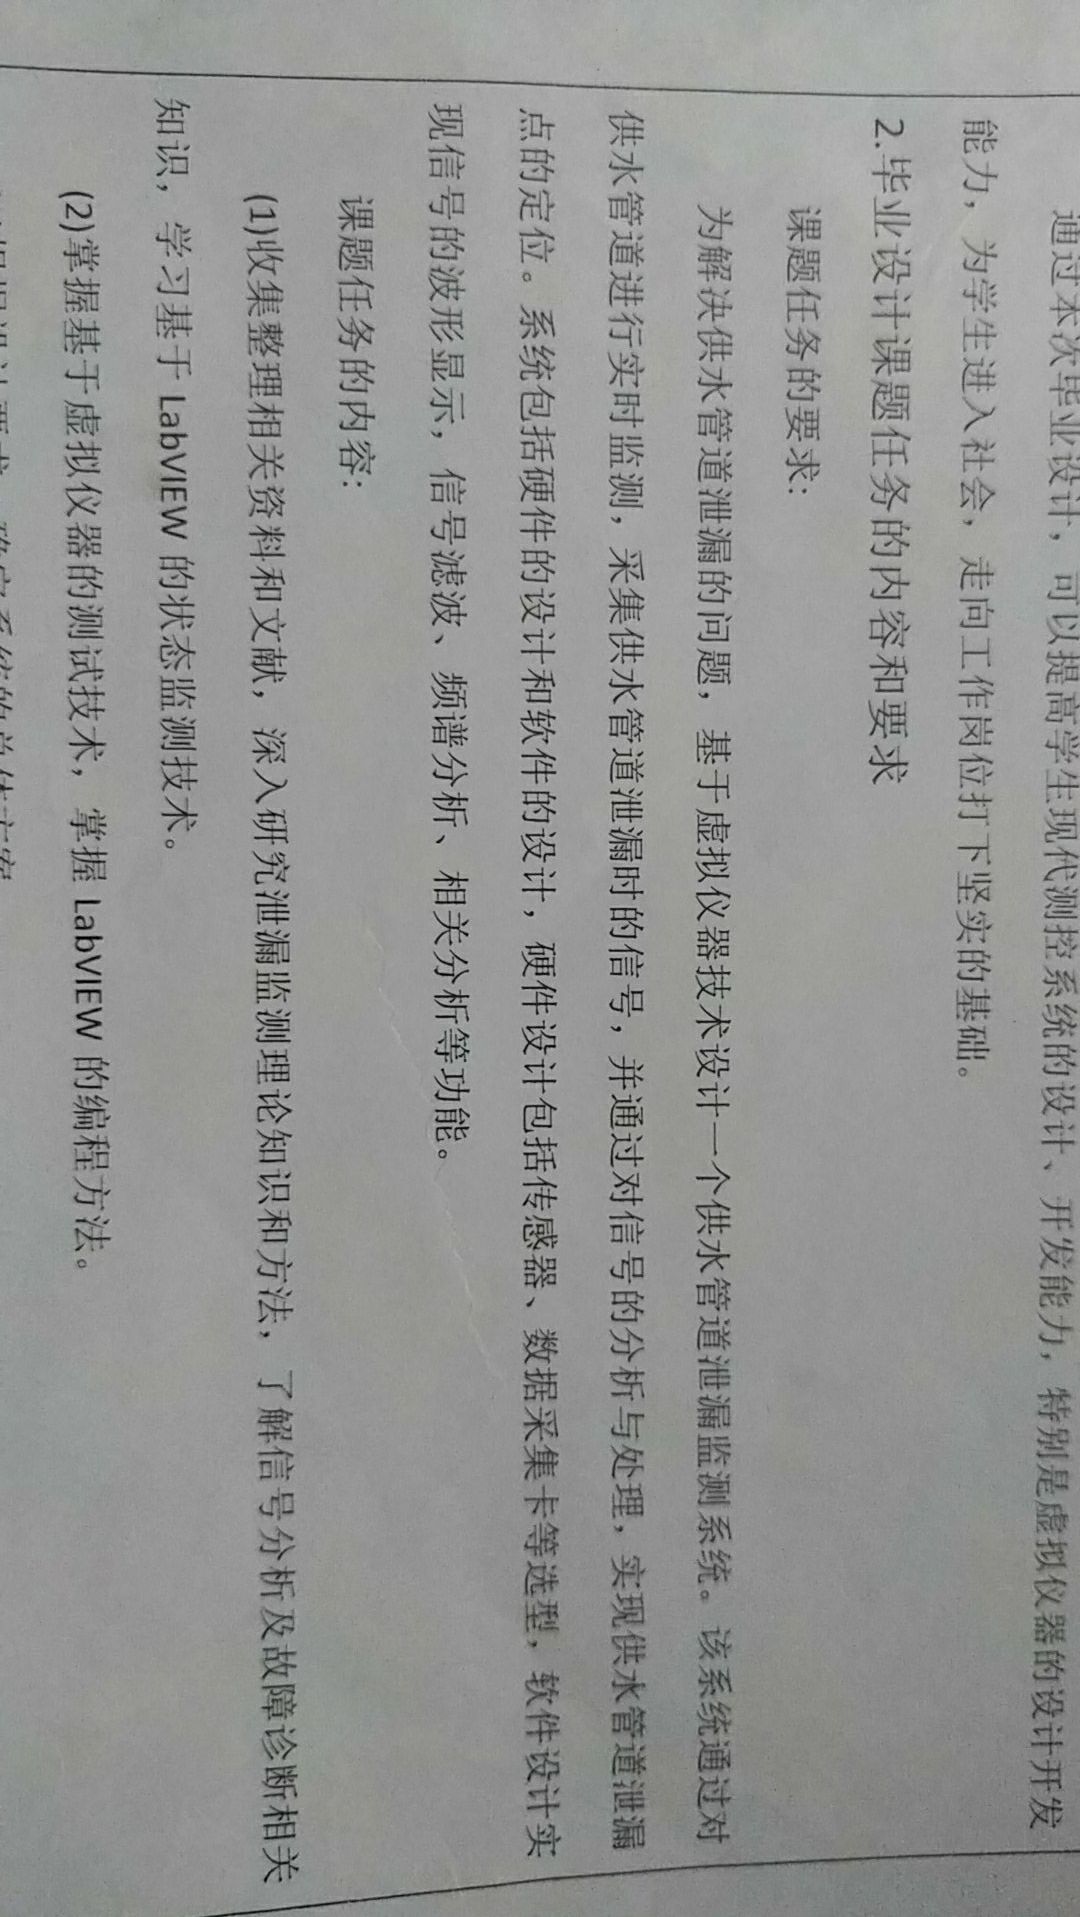 通过本次毕业设计，可以提高学生现代测控系统的设计、开发能力，特别是虚拟仪器的设计开发
能力，为学生进入社会，走向工作岗位打下坚实的基础。
2.毕业设计课题任务的内容和要求
课题任务的要求：
为解决供水管道泄漏的问题，基于虚拟仪器技术设计一个供水管道泄漏监测系统。该系统通过对
供水管道进行实时监测，采集供水管道泄漏时的信号，并通过对信号的分析与处理，实现供水管道泄漏
点的定位。系统包括硬件的设计和软件的设计，硬件设计包括传感器、数据采集卡等选型，软件设计实
现信号的波形显示，信号滤波、频谱分析、相关分析等功能。
课题任务的内容：
(1)收集整理相关资料和文献，深入研究泄漏监测理论知识和方法，了解信号分析及故障诊断相关
知识，学习基于 LabVIEW 的状态监测技术。
(2)掌握基于虚拟仪器的测试技术，掌握 LabVIEW 的编程方法。